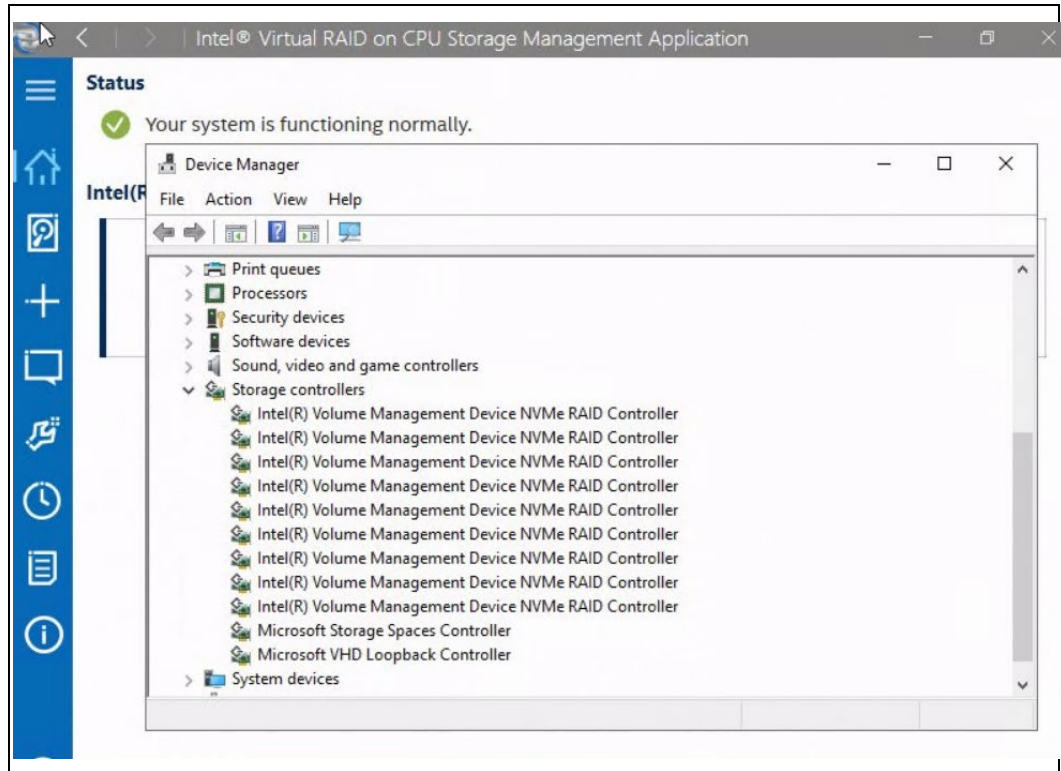 Intel® Virtual RAID on CPU Storage Management Application
Status
Your system is functioning normally.
Intel(R
Device Manager
File Action View Help
Print queues
Processors
Security devices
Software devices
Sound, video and game controllers
Storage controllers
Intel(R) Volume Management Device NVMe RAID Controller
Intel(R) Volume Management Device NVMe RAID Controller
Intel(R) Volume Management Device NVMe RAID Controller
Intel(R) Volume Management Device NVMe RAID Controller
Intel(R) Volume Management Device NVMe RAID Controller
Intel(R) Volume Management Device NVMe RAID Controller
Intel(R) Volume Management Device NVMe RAID Controller
Intel(R) Volume Management Device NVMe RAID Controller
Intel(R) Volume Management Device NVMe RAID Controller
Microsoft Storage Spaces Controller
Microsoft VHD Loopback Controller
System devices